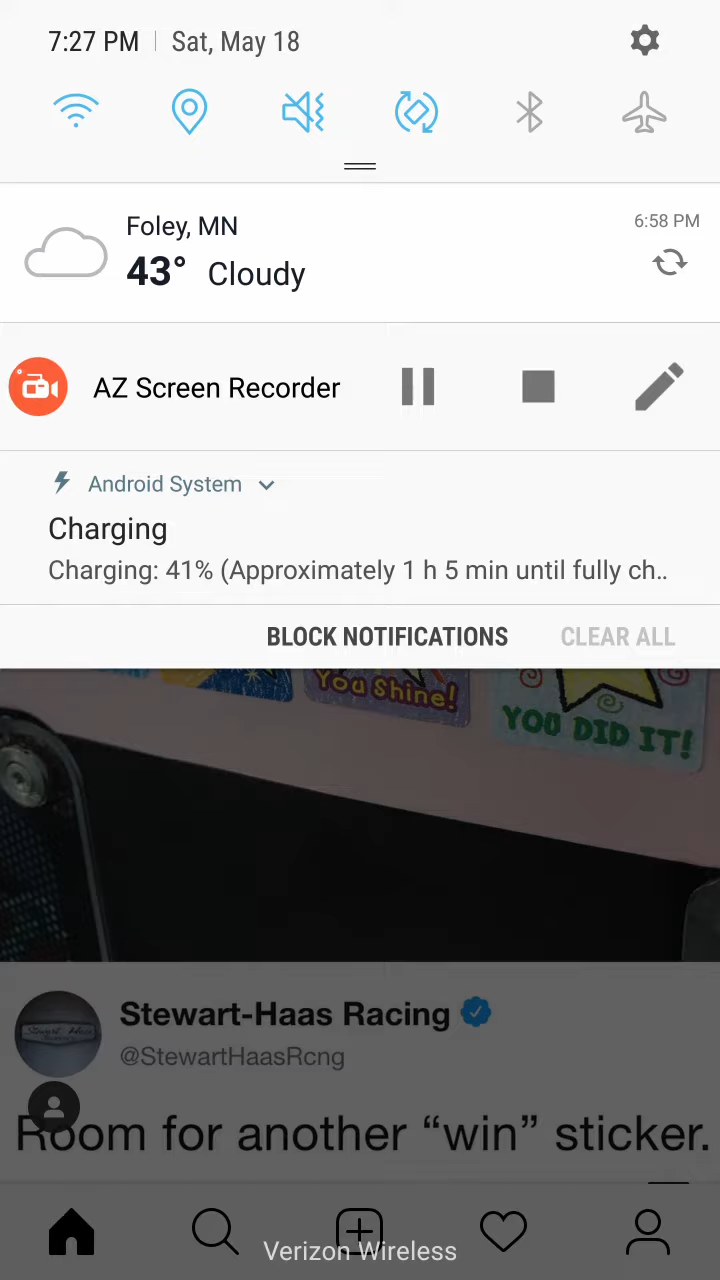 7:27 PM | Sat, May 18
Foley, MN
6:58 PM
43° Cloudy
AZ Screen Recorder
Android System
Charging
Charging: 41% (Approximately 1 h 5 min until fully ch..
BLOCK NOTIFICATIONS CLEAR ALL
You Shine!
YOU DID IT!
Stewart-Haas Racing
@StewartHaasRcng
Room for another “win” sticker.
Verizon Wireless